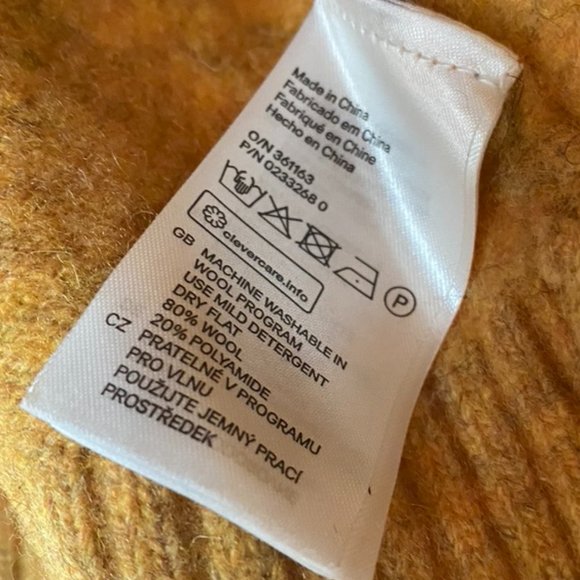 Made in China
Fabricado em China
Fabriqué en Chine
Hecho en China
O/N 361163
P/N 0233268 0
P
clevercare.info
GB MACHINE WASHABLE IN
WOOL PROGRAM
USE MILD DETERGENT
DRY FLAT
80% WOOL
20% POLYAMIDE
CZ PRATELNÉ V PROGRAMU
PRO VLNU
POUŽIJTE JEMNÝ PRACÍ
PROSTŘEDEK